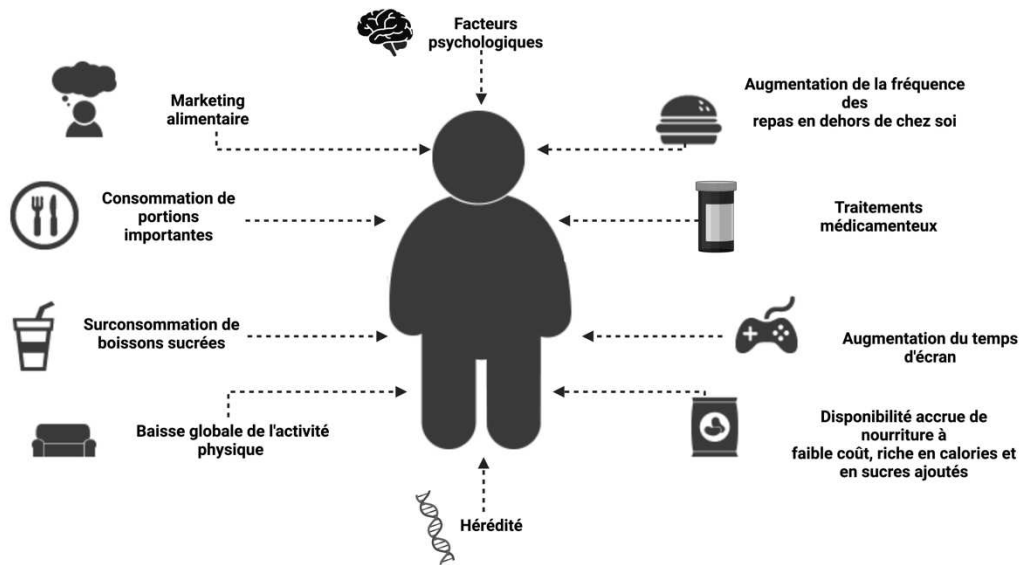 Facteurs
psychologiques
Marketing
alimentaire
Augmentation de la fréquence
des
repas en dehors de chez soi
Consommation de
portions
importantes
Traitements
médicamenteux
Surconsommation de
boissons sucrées
Augmentation du temps
d'écran
Baisse globale de l'activité
physique
Disponibilité accrue de
nourriture à
faible coût, riche en calories et
en sucres ajoutés
Hérédité